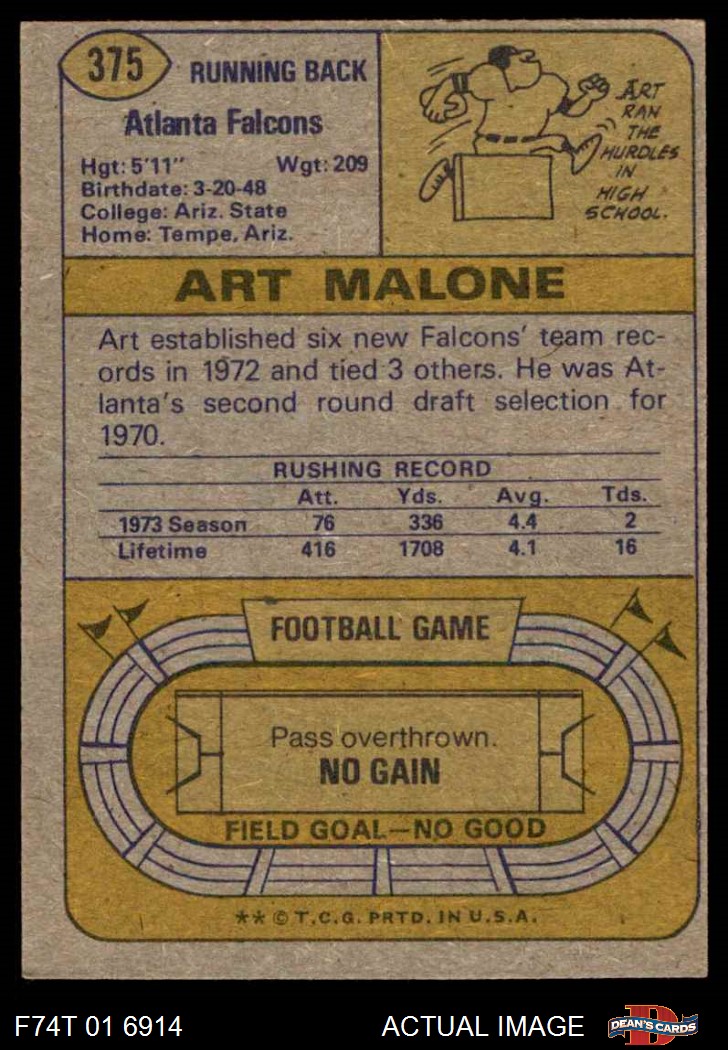 375
RUNNING BACK
Atlanta Falcons
Hgt: 5'11" Wgt: 209
Birthdate: 3-20-48
College: Ariz. State
Home: Tempe, Ariz.
ART
RAN
THE
HURDLES
IN
HIGH
SCHOOL.
ART MALONE
Art established six new Falcons' team rec-
ords in 1972 and tied 3 others. He was At-
lanta's second round draft selection for
1970.
RUSHING RECORD
Att. Yds. Avg. Tds.
1973 Season 76 336 4.4 2
Lifetime 416 1708 4.1 16
FOOTBALL GAME
Pass overthrown.
NO GAIN
FIELD GOAL—NO GOOD
** © T.C.G. PRTD. IN U.S.A.
F74T 01 6914 ACTUAL IMAGE
D
DEAN'S CARDS